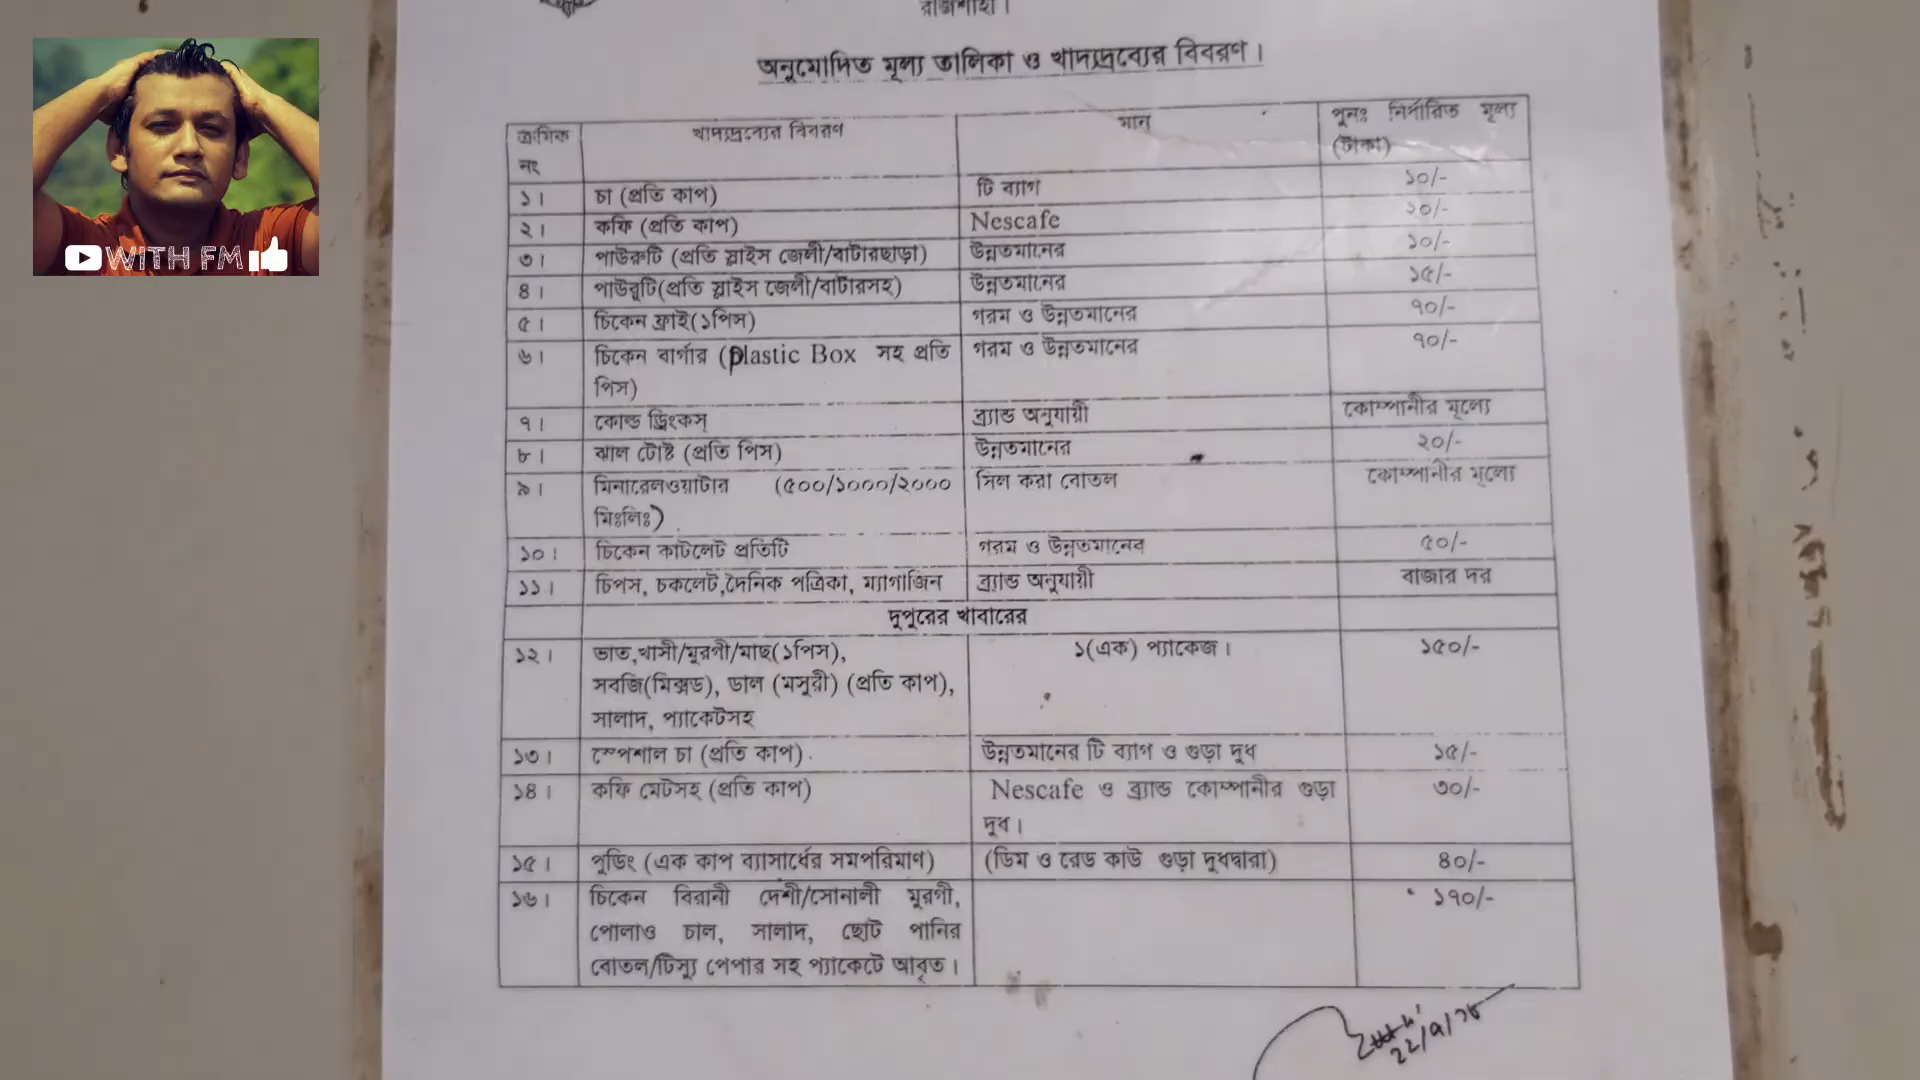 রাজশাহী।
অনুমোদিত মূল্য তালিকা ও খাদ্যদ্রব্যের বিবরণ।
ক্রমিক নং খাদ্যদ্রব্যের বিবরণ মান পুনঃ নির্ধারিত মূল্য (টাকা)
১। চা (প্রতি কাপ) টি ব্যাগ ১০/-
২। কফি (প্রতি কাপ) Nescafe ২০/-
৩। পাউরুটি (প্রতি স্লাইস জেলী/বাটারছাড়া) উন্নতমানের ১০/-
৪। পাউরুটি(প্রতি স্লাইস জেলী/বাটারসহ) উন্নতমানের ১৫/-
৫। চিকেন ফ্রাই(১পিস) গরম ও উন্নতমানের ৭০/-
৬। চিকেন বার্গার (plastic Box সহ প্রতি গরম ও উন্নতমানের ৭০/-
পিস)
৭। কোল্ড ড্রিংকস্ ব্র্যান্ড অনুযায়ী কোম্পানীর মূল্যে
৮। ঝাল টোষ্ট (প্রতি পিস) উন্নতমানের ২০/-
৯। মিনারেলওয়াটার (৫০০/১০০০/২০০০ সিল করা বোতল কোম্পানীর মূল্যে
মিঃলিঃ)
১০। চিকেন কাটলেট প্রতিটি গরম ও উন্নতমানের ৫০/-
১১। চিপস, চকলেট,দৈনিক পত্রিকা, ম্যাগাজিন ব্র্যান্ড অনুযায়ী বাজার দর
দুপুরের খাবারের
১২। ভাত,খাসী/মুরগী/মাছ(১পিস), ১(এক) প্যাকেজ। ১৫০/-
সবজি(মিক্সড), ডাল (মসুরী) (প্রতি কাপ),
সালাদ, প্যাকেটসহ
১৩। স্পেশাল চা (প্রতি কাপ) উন্নতমানের টি ব্যাগ ও গুড়া দুধ ১৫/-
১৪। কফি মেটসহ (প্রতি কাপ) Nescafe ও ব্র্যান্ড কোম্পানীর গুড়া ৩০/-
দুধ।
১৫। পুডিং (এক কাপ ব্যাসার্ধের সমপরিমাণ) (ডিম ও রেড কাউ গুড়া দুধদ্বারা) ৪০/-
১৬। চিকেন বিরানী দেশী/সোনালী মুরগী, ১৭০/-
পোলাও চাল, সালাদ, ছোট পানির
বোতল/টিস্যু পেপার সহ প্যাকেটে আবৃত।
WITH FM